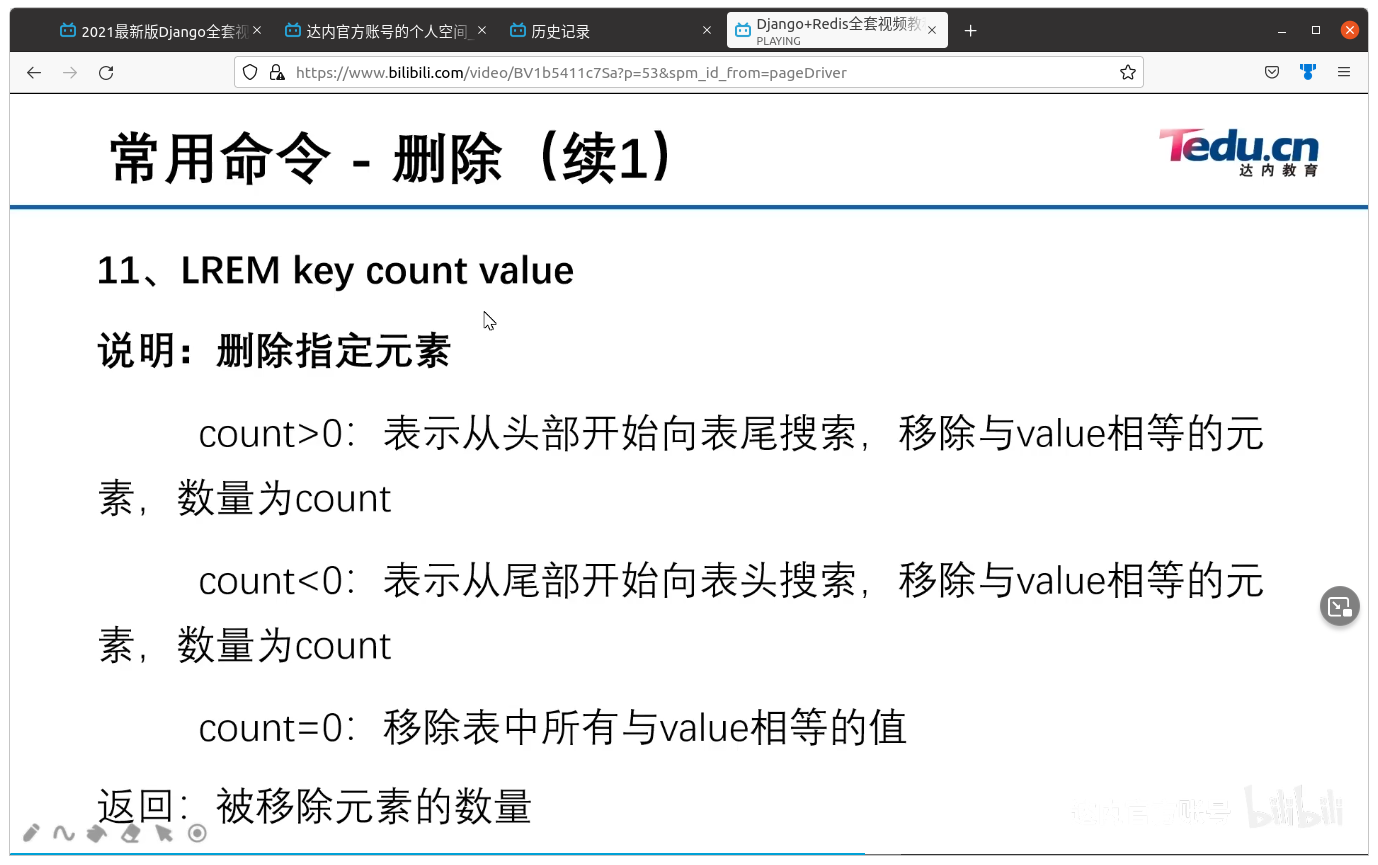 2021最新版Django全套视
达内官方账号的个人空间_
历史记录
Django+Redis全套视频教
PLAYING
https://www.bilibili.com/video/BV1b5411c7Sa?p=53&spm_id_from=pageDriver
常用命令 - 删除（续1）
Tedu.cn
达内教育
11、LREM key count value
说明：删除指定元素
count>0：表示从头部开始向表尾搜索，移除与value相等的元
素，数量为count
count<0：表示从尾部开始向表头搜索，移除与value相等的元
素，数量为count
count=0：移除表中所有与value相等的值
返回：被移除元素的数量
bilibili